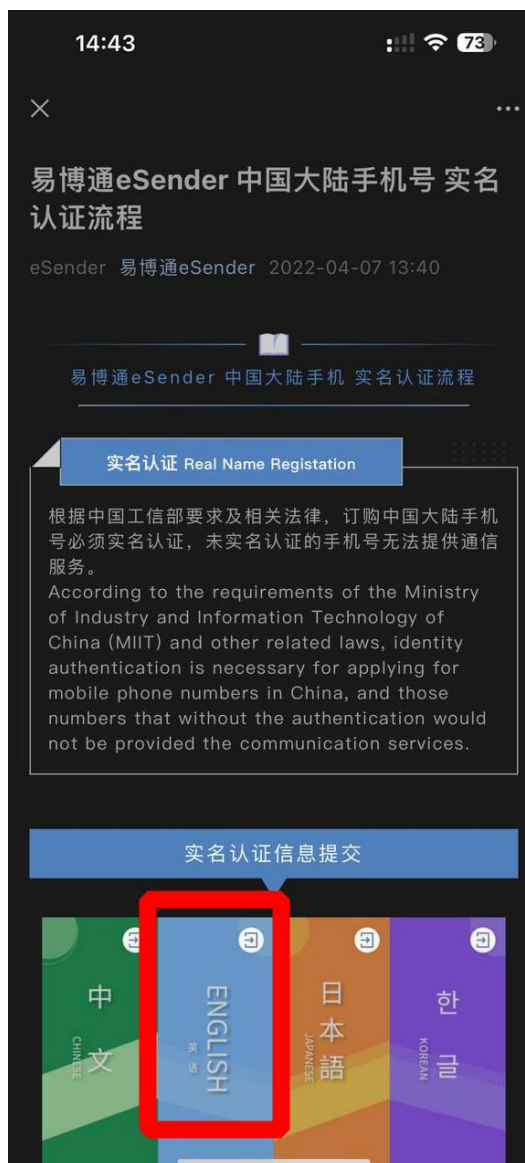 14:43
73
易博通eSender 中国大陆手机号 实名
认证流程
eSender 易博通eSender 2022-04-07 13:40
易博通eSender 中国大陆手机 实名认证流程
实名认证 Real Name Registation
根据中国工信部要求及相关法律，订购中国大陆手机
号必须实名认证，未实名认证的手机号无法提供通信
服务。
According to the requirements of the Ministry
of Industry and Information Technology of
China (MIIT) and other related laws, identity
authentication is necessary for applying for
mobile phone numbers in China, and those
numbers that without the authentication would
not be provided the communication services.
实名认证信息提交
中文
CHINESE
ENGLISH
英语
日本語
JAPANESE
한글
KOREAN